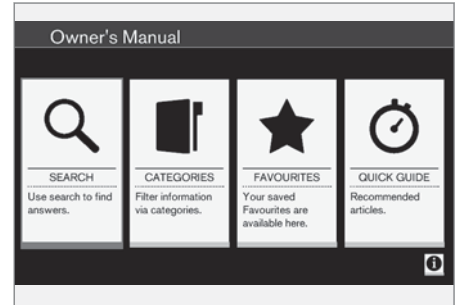 Owner's Manual
SEARCH
Use search to find
answers.
CATEGORIES
Filter information
via categories.
FAVOURITES
Your saved
Favourites are
available here.
QUICK GUIDE
Recommended
articles.